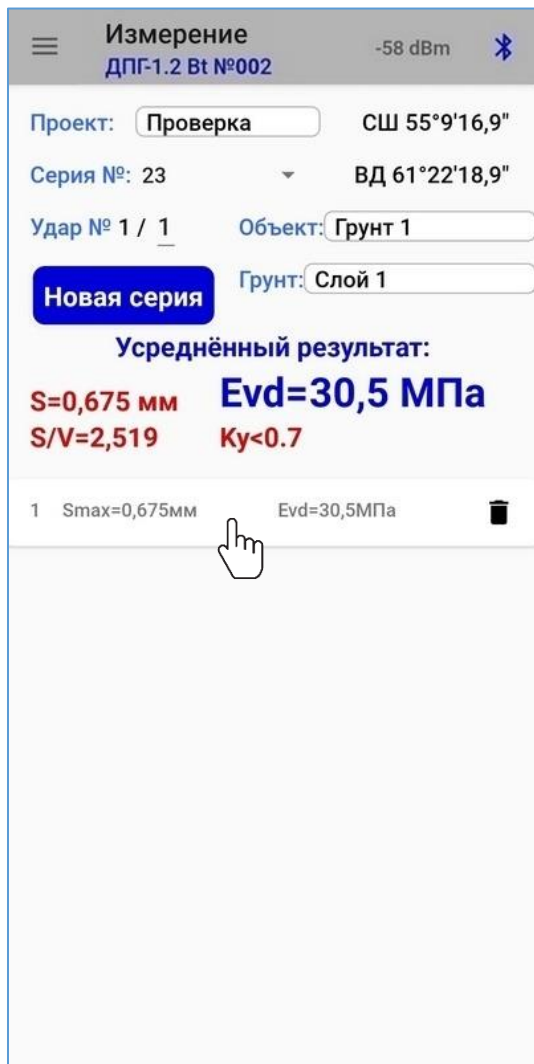 Измерение
ДПГ-1.2 Bt №002
-58 dBm
Проект: Проверка СШ 55°9'16,9"
Серия №: 23 ВД 61°22'18,9"
Удар № 1 / 1 Объект: Грунт 1
Новая серия Грунт: Слой 1
Усреднённый результат:
S=0,675 мм Evd=30,5 МПа
S/V=2,519 Ky<0.7
1 Smax=0,675мм Evd=30,5МПа